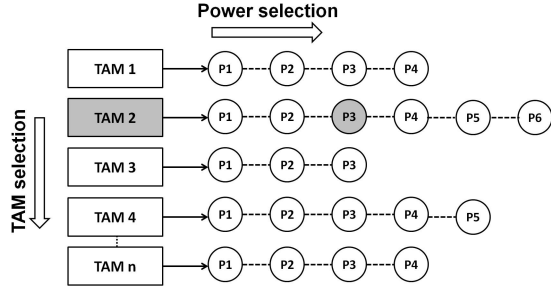 Power selection
TAM selection
TAM 1 P1 P2 P3 P4
TAM 2 P1 P2 P3 P4 P5 P6
TAM 3 P1 P2 P3
TAM 4 P1 P2 P3 P4 P5
TAM n P1 P2 P3 P4